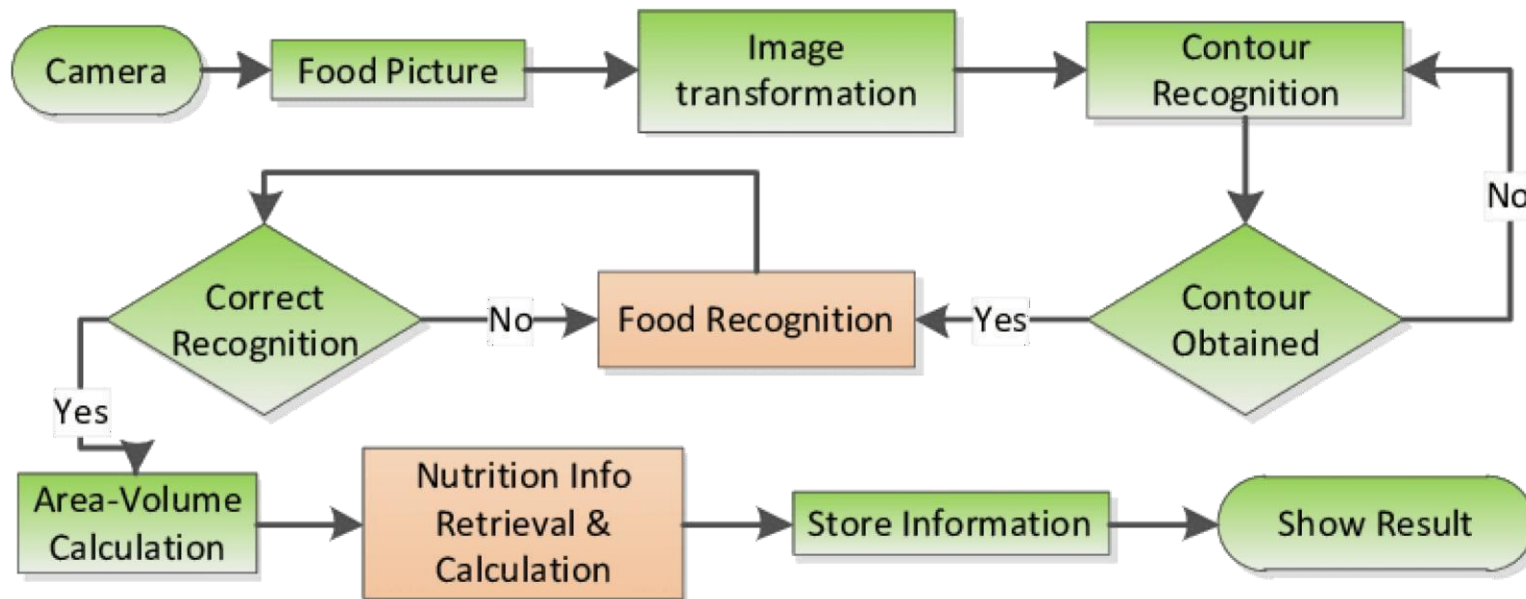 Camera
Food Picture
Image
transformation
Contour
Recognition
No
Correct
Recognition
No
Food Recognition
Yes
Contour
Obtained
Yes
Area-Volume
Calculation
Nutrition Info
Retrieval &
Calculation
Store Information
Show Result